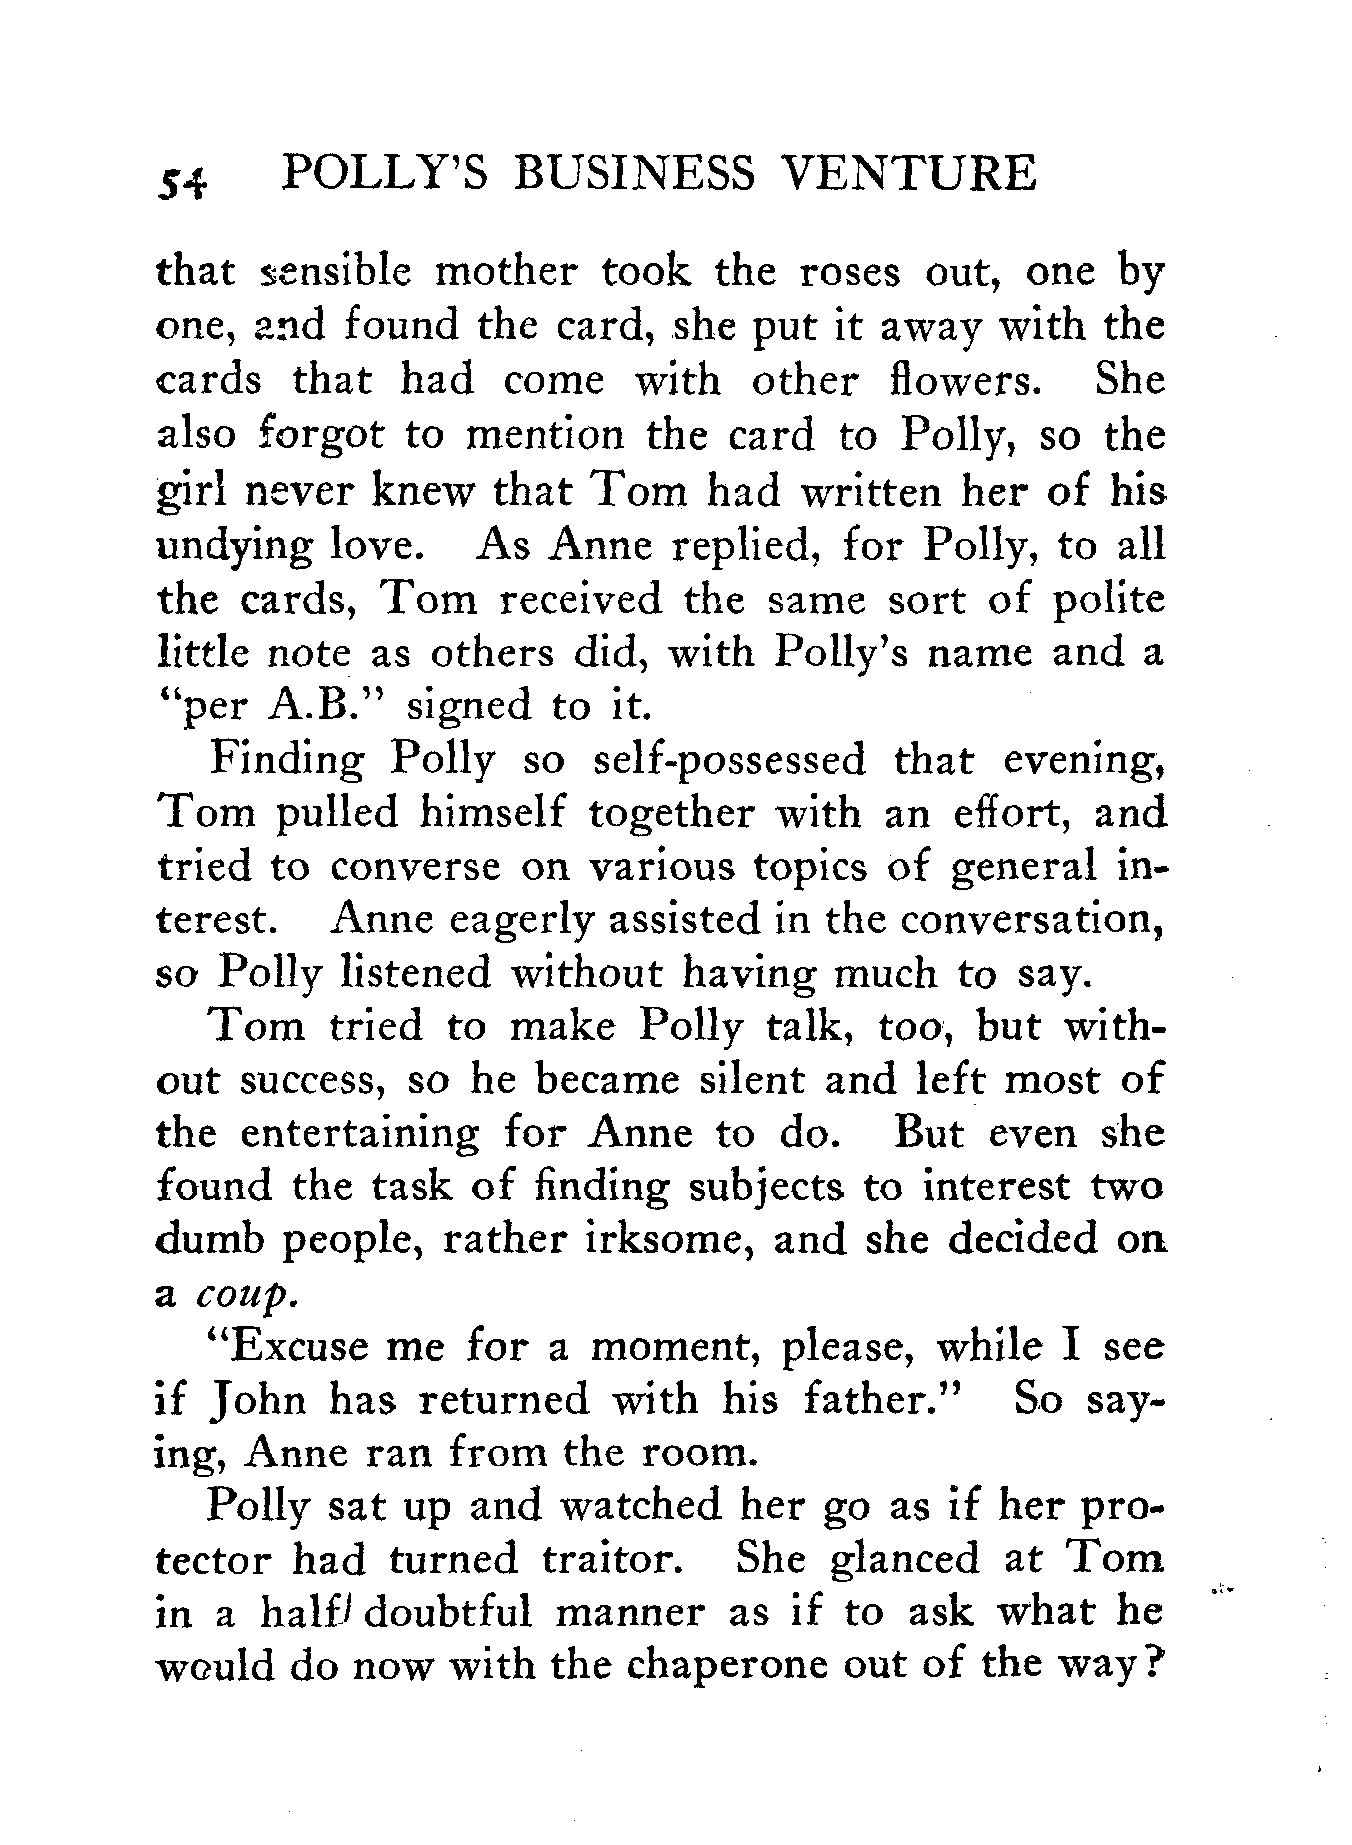 54 POLLY'S BUSINESS VENTURE
that sensible mother took the roses out, one by
one, and found the card, she put it away with the
cards that had come with other flowers. She
also forgot to mention the card to Polly, so the
girl never knew that Tom had written her of his
undying love. As Anne replied, for Polly, to all
the cards, Tom received the same sort of polite
little note as others did, with Polly's name and a
"per A.B." signed to it.
Finding Polly so self-possessed that evening,
Tom pulled himself together with an effort, and
tried to converse on various topics of general in-
terest. Anne eagerly assisted in the conversation,
so Polly listened without having much to say.
Tom tried to make Polly talk, too, but with-
out success, so he became silent and left most of
the entertaining for Anne to do. But even she
found the task of finding subjects to interest two
dumb people, rather irksome, and she decided on
a coup.
"Excuse me for a moment, please, while I see
if John has returned with his father." So say-
ing, Anne ran from the room.
Polly sat up and watched her go as if her pro-
tector had turned traitor. She glanced at Tom
in a half doubtful manner as if to ask what he
would do now with the chaperone out of the way?